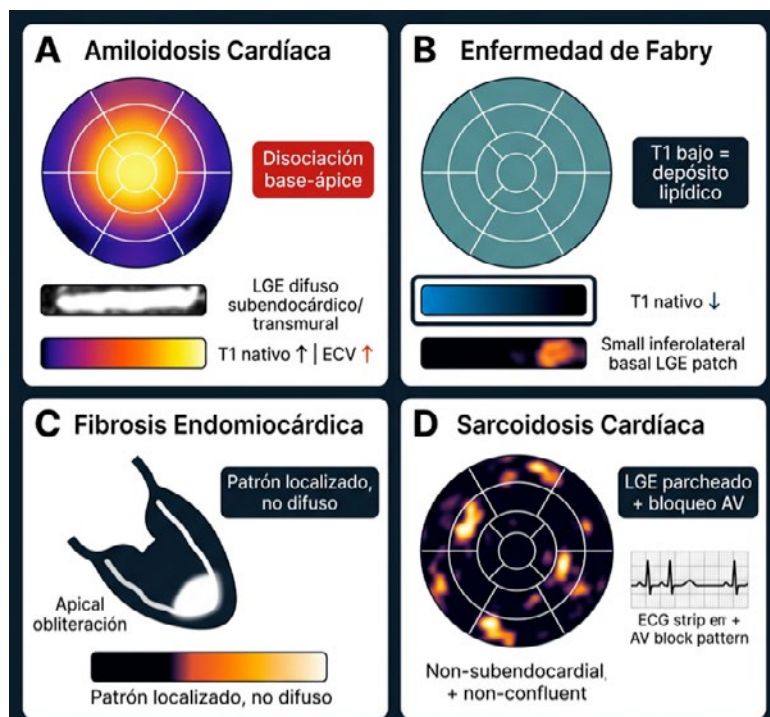 A Amiloidosis Cardíaca
Disociación
base-ápice
LGE difuso
subendocárdico/
transmural
T1 nativo ↑ | ECV ↑
B Enfermedad de Fabry
T1 bajo =
depósito
lipídico
T1 nativo ↓
Small inferolateral
basal LGE patch
C Fibrosis Endomiocárdica
Patrón localizado,
no difuso
Apical
obliteración
Patrón localizado, no difuso
D Sarcoidosis Cardíaca
LGE parcheado
+ bloqueo AV
ECG strip en +
AV block pattern
Non-subendocardial,
+ non-confluent